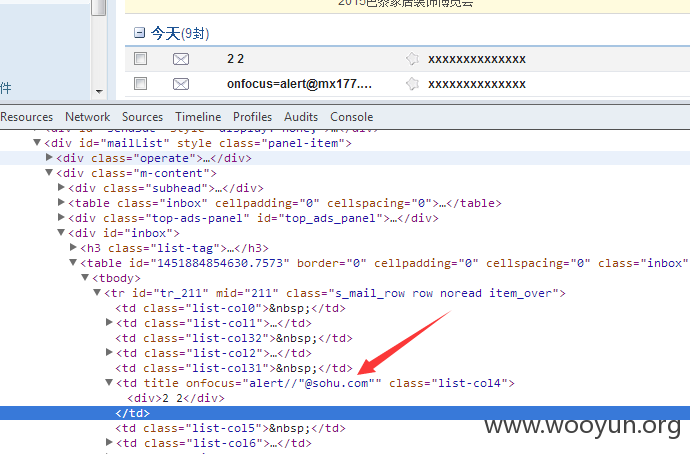 2015巴黎家居装饰博览会
今天(9封)
2 2 xxxxxxxxxxxxxx
件
onfocus=alert@mx177.... xxxxxxxxxxxxxx
Resources Network Sources Timeline Profiles Audits Console
<div id="mailList" style class="panel-item">
<div class="operate">…</div>
<div class="m-content">
<div class="subhead">…</div>
<table class="inbox" cellpadding="0" cellspacing="0">…</table>
<div class="top-ads-panel" id="top_ads_panel">…</div>
<div id="inbox">
<h3 class="list-tag">…</h3>
<table id="1451884854630.7573" border="0" cellpadding="0" cellspacing="0" class="inbox"
<tbody>
<tr id="tr_211" mid="211" class="s_mail_row row noread item_over">
<td class="list-col0">&nbsp;</td>
<td class="list-col1">…</td>
<td class="list-col32">&nbsp;</td>
<td class="list-col2">…</td>
<td class="list-col31">&nbsp;</td>
<td title onfocus="alert//"@sohu.com"" class="list-col4">
<div>2 2</div>
</td>
<td class="list-col5">&nbsp;</td>
<td class="list-col6">…</td>
www.wooyun.org